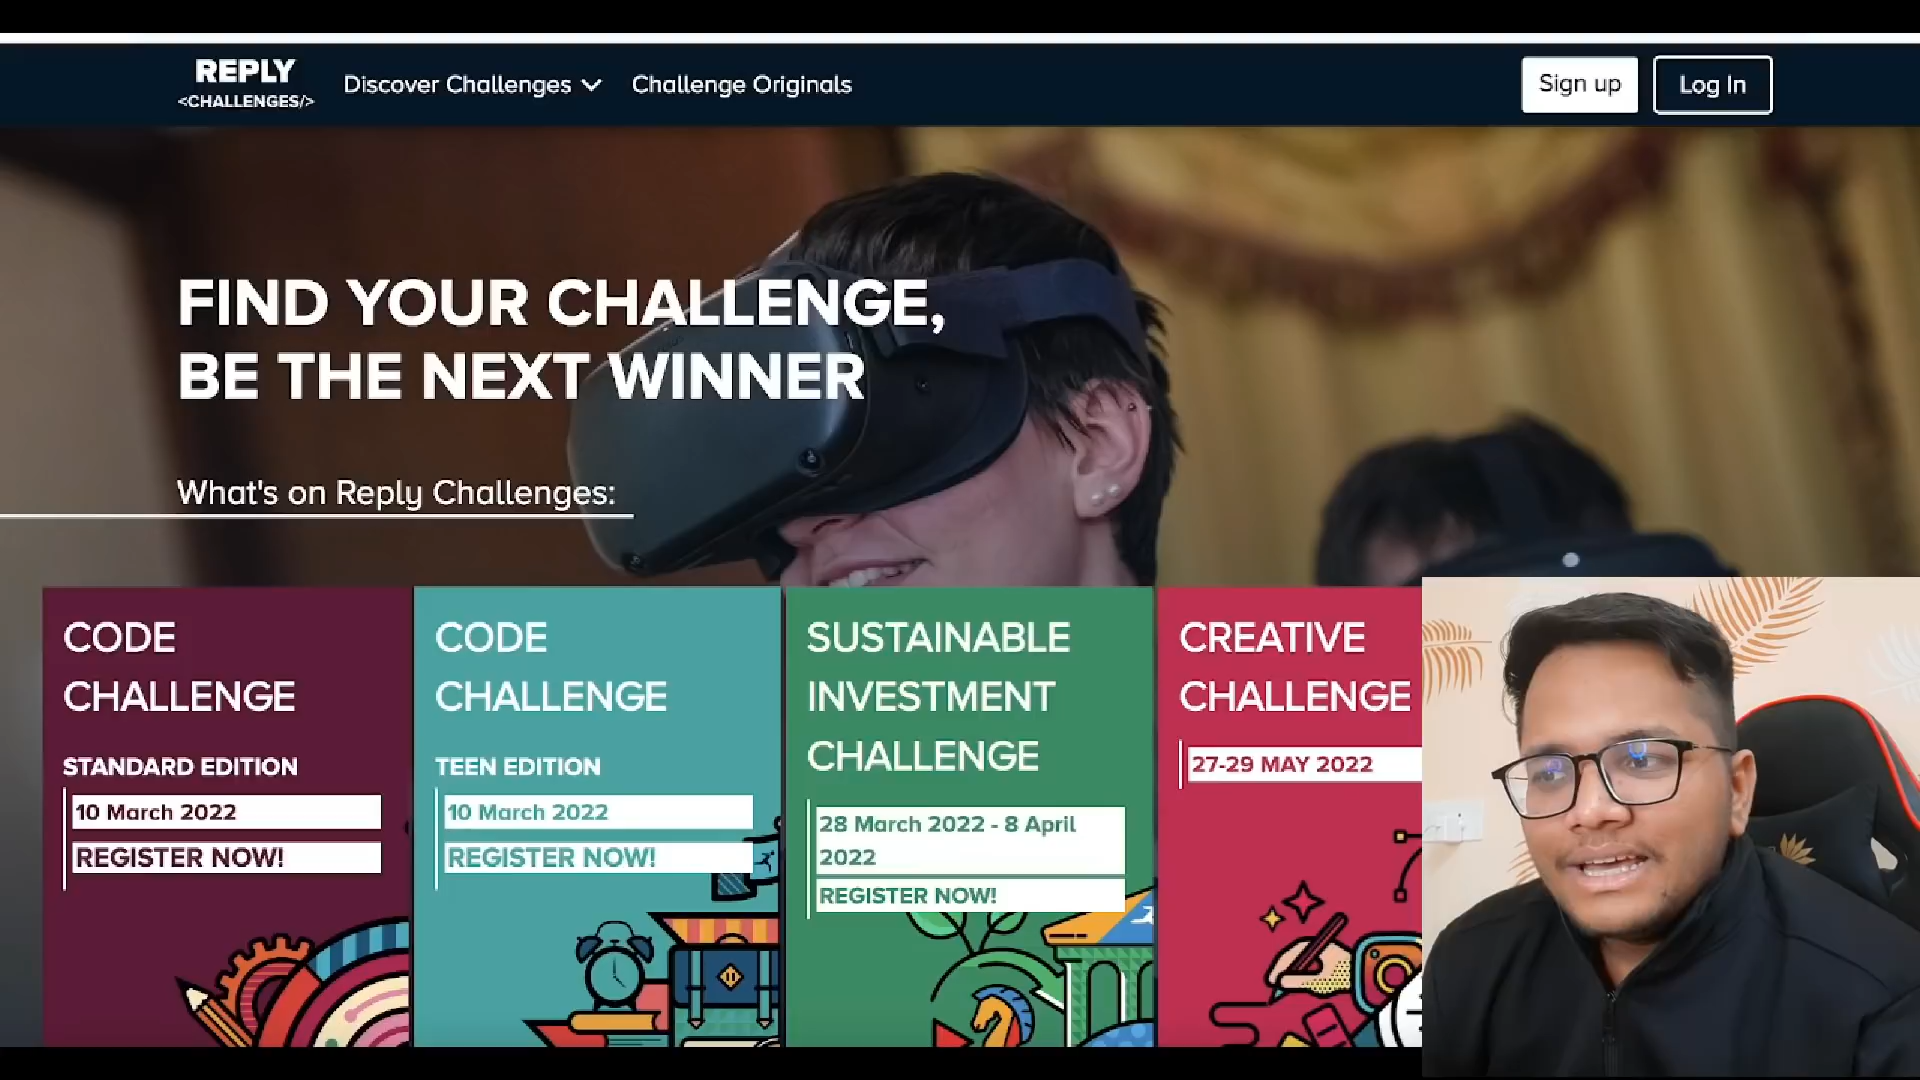 REPLY
<CHALLENGES/>
Discover Challenges
Challenge Originals
Sign up
Log In
FIND YOUR CHALLENGE,
BE THE NEXT WINNER
What's on Reply Challenges:
CODE
CHALLENGE
STANDARD EDITION
10 March 2022
REGISTER NOW!
CODE
CHALLENGE
TEEN EDITION
10 March 2022
REGISTER NOW!
SUSTAINABLE
INVESTMENT
CHALLENGE
28 March 2022 - 8 April
2022
REGISTER NOW!
CREATIVE
CHALLENGE
27-29 MAY 2022